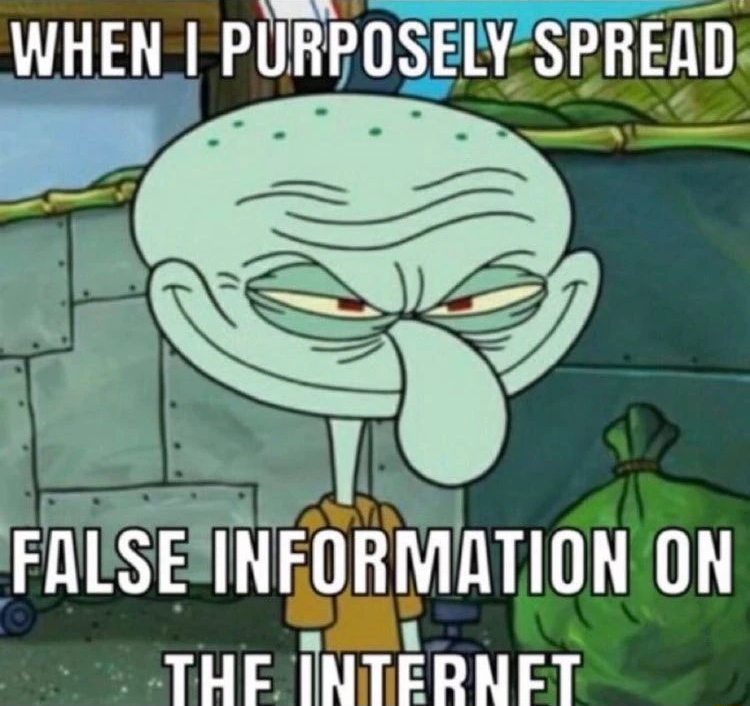 WHEN I PURPOSELY SPREAD
FALSE INFORMATION ON
THE INTERNET